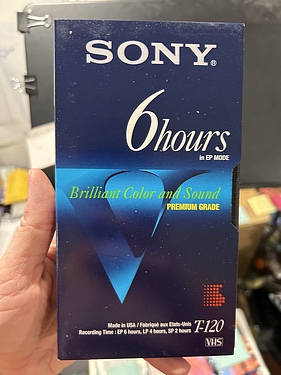 SONY®
6hours
in EP MODE
Brilliant Color and Sound
PREMIUM GRADE
Made in USA / Fabriqué aux Etats-Unis
Recording Time : EP 6 hours, LP 4 hours, SP 2 hours
T-120
VHS